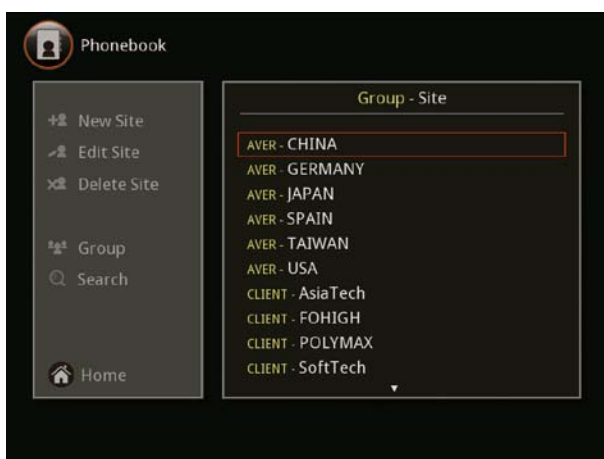 Phonebook
New Site
Edit Site
Delete Site
Group
Search
Home
Group - Site
AVER - CHINA
AVER - GERMANY
AVER - JAPAN
AVER - SPAIN
AVER - TAIWAN
AVER - USA
CLIENT - AsiaTech
CLIENT - FOHIGH
CLIENT - POLYMAX
CLIENT - SoftTech